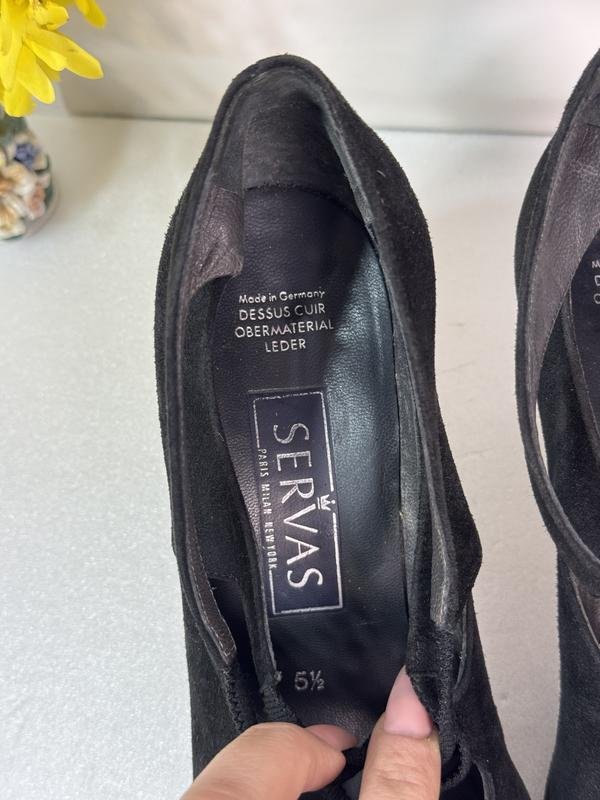 Made in Germany
DESSUS CUIR
OBERMATERIAL
LEDER
SERVAS
PARIS MILAN NEW YORK
5½